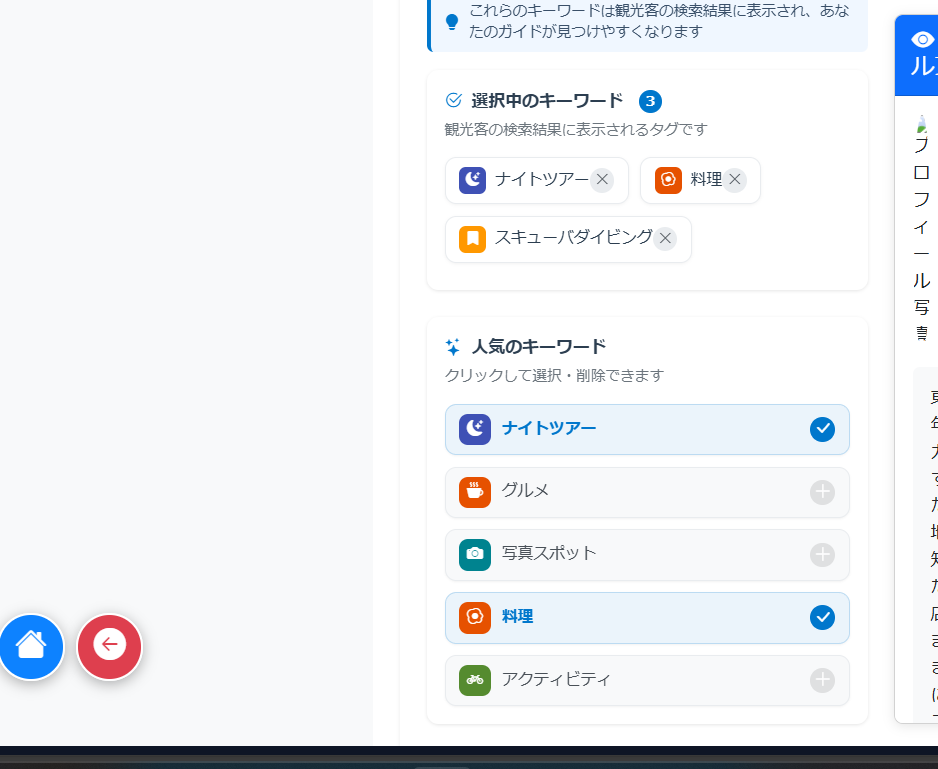 これらのキーワードは観光客の検索結果に表示され、あな
たのガイドが見つけやすくなります
選択中のキーワード 3
観光客の検索結果に表示されるタグです
ナイトツアー
料理
スキューバダイビング
人気のキーワード
クリックして選択・削除できます
ナイトツアー
グルメ
写真スポット
料理
アクティビティ
ル
プ
ロ
フ
ィ
ー
ル
写
真